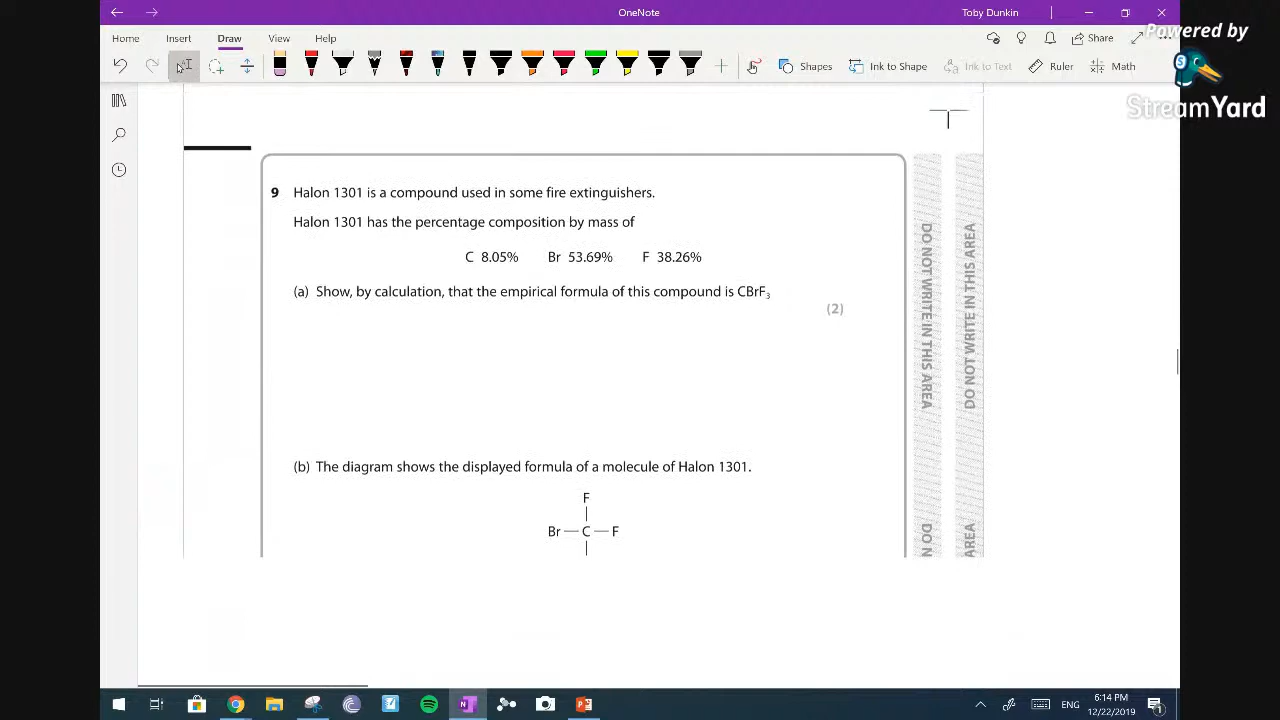 OneNote
Toby Dunkin
Powered by
StreamYard
Home Insert Draw View Help
Share
Shapes Ink to Shape Ink to Text Ruler Math
9 Halon 1301 is a compound used in some fire extinguishers.
Halon 1301 has the percentage composition by mass of
C 8.05% Br 53.69% F 38.26%
(a) Show, by calculation, that the empirical formula of this compound is CBrF₃
(2)
(b) The diagram shows the displayed formula of a molecule of Halon 1301.
F
Br — C — F
DO NOT WRITE IN THIS AREA
DO NOT WRITE IN THIS AREA
DO N
AREA
ENG
6:14 PM
12/22/2019
1